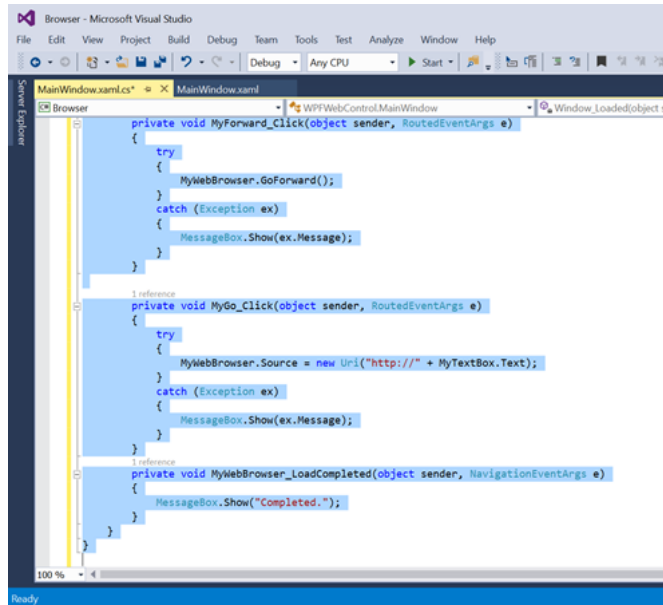 Browser - Microsoft Visual Studio
File Edit View Project Build Debug Team Tools Test Analyze Window Help
Debug Any CPU Start
Server Explorer
MainWindow.xaml.cs* MainWindow.xaml
Browser WPFWebControl.MainWindow Window_Loaded(object s
private void MyForward_Click(object sender, RoutedEventArgs e)
{
try
{
MyWebBrowser.GoForward();
}
catch (Exception ex)
{
MessageBox.Show(ex.Message);
}
}
1 reference
private void MyGo_Click(object sender, RoutedEventArgs e)
{
try
{
MyWebBrowser.Source = new Uri("http://" + MyTextBox.Text);
}
catch (Exception ex)
{
MessageBox.Show(ex.Message);
}
}
1 reference
private void MyWebBrowser_LoadCompleted(object sender, NavigationEventArgs e)
{
MessageBox.Show("Completed.");
}
}
}
100 %
Ready